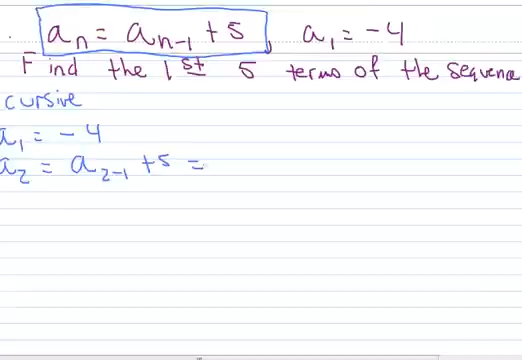 aₙ = aₙ₋₁ + 5, a₁ = -4
Find the 1st 5 terms of the sequence
cursive
a₁ = -4
a₂ = a₂₋₁ + 5 =